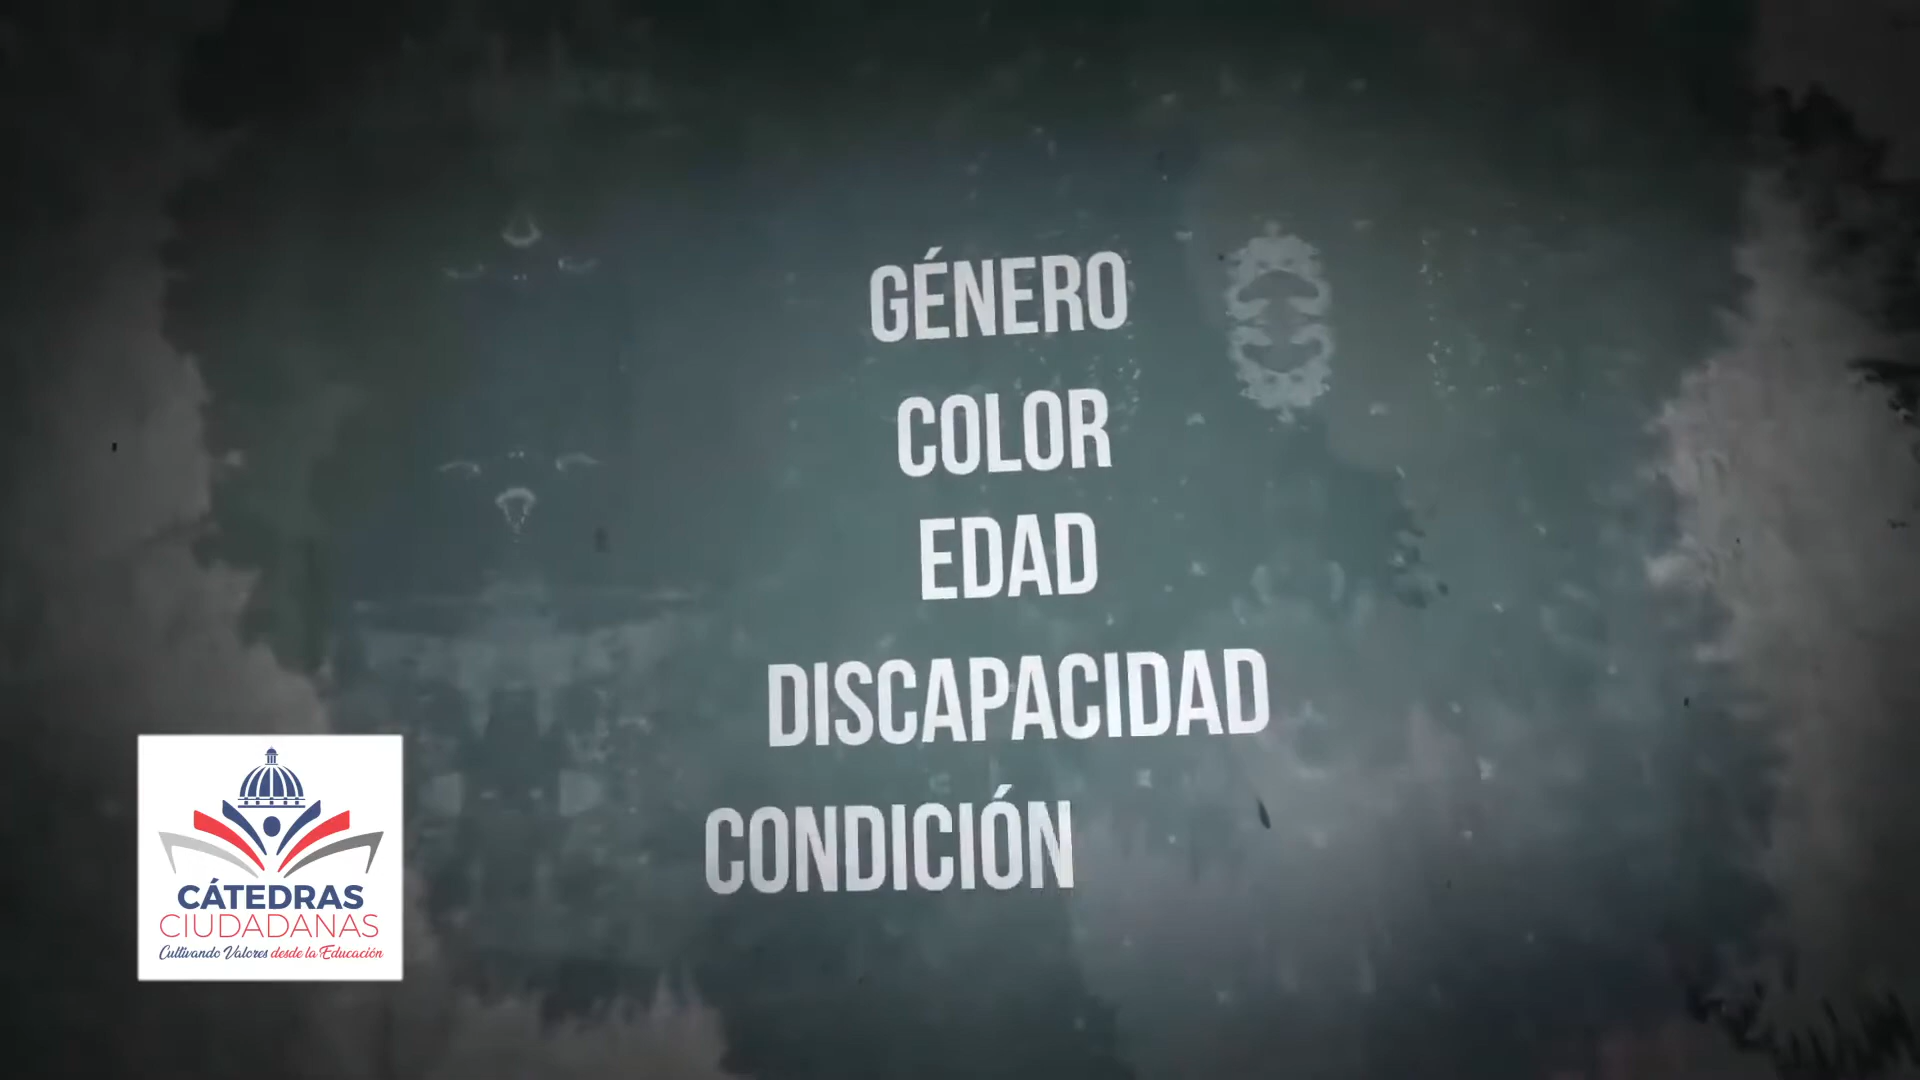 GÉNERO
COLOR
EDAD
DISCAPACIDAD
CONDICIÓN
CÁTEDRAS
CIUDADANAS
Cultivando Valores desde la Educación